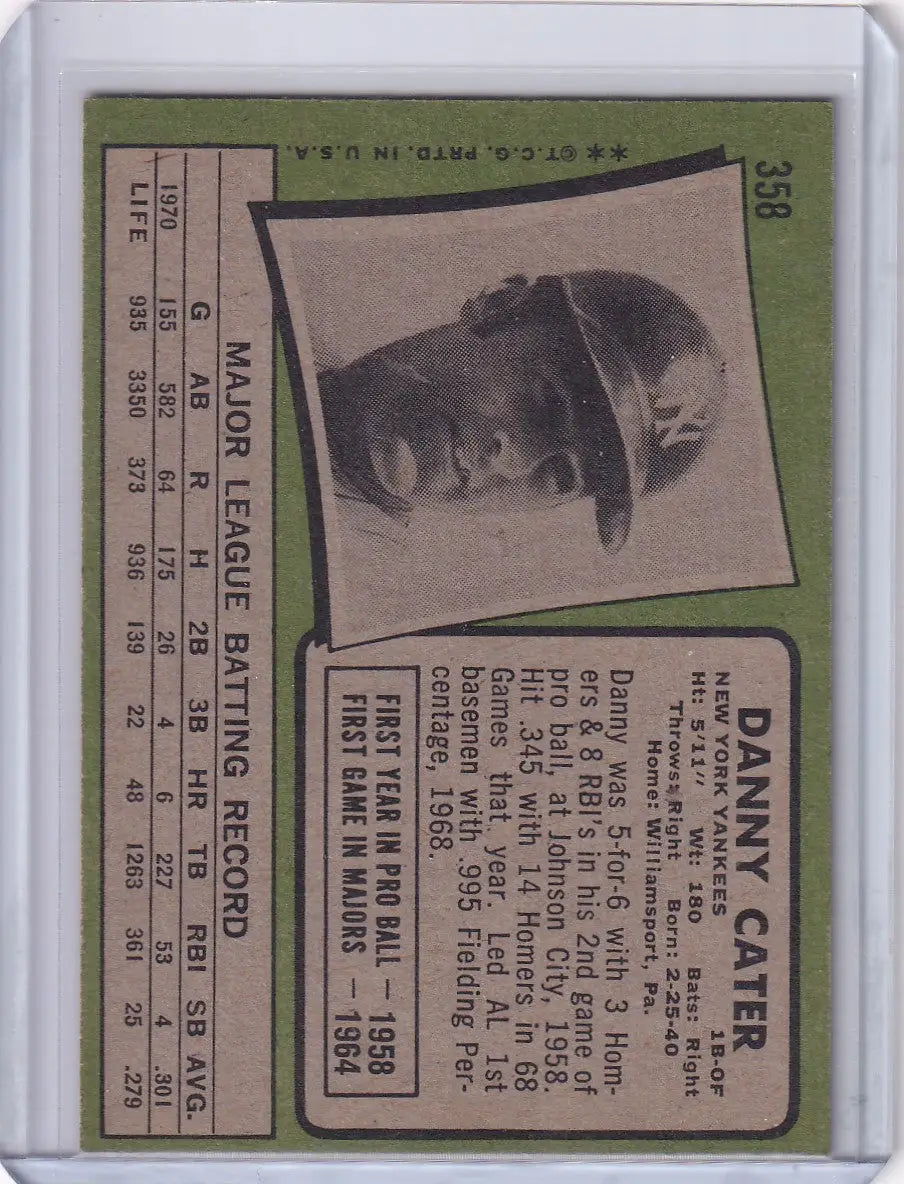 358
**©T.C.G. PRTD. IN U.S.A.
DANNY CATER
NEW YORK YANKEES 1B-OF
Ht: 5'11" Wt: 180 Bats: Right
Throws: Right Born: 2-25-40
Home: Williamsport, Pa.
Danny was 5-for-6 with 3 Hom-
ers & 8 RBI's in his 2nd game of
pro ball, at Johnson City, 1958.
Hit .345 with 14 Homers in 68
Games that year. Led AL 1st
basemen with .995 Fielding Per-
centage, 1968.
FIRST YEAR IN PRO BALL — 1958
FIRST GAME IN MAJORS — 1964
MAJOR LEAGUE BATTING RECORD
G AB R H 2B 3B HR TB RBI SB AVG.
1970 155 582 64 175 26 4 6 227 53 4 .301
LIFE 935 3350 373 936 139 22 48 1263 361 25 .279